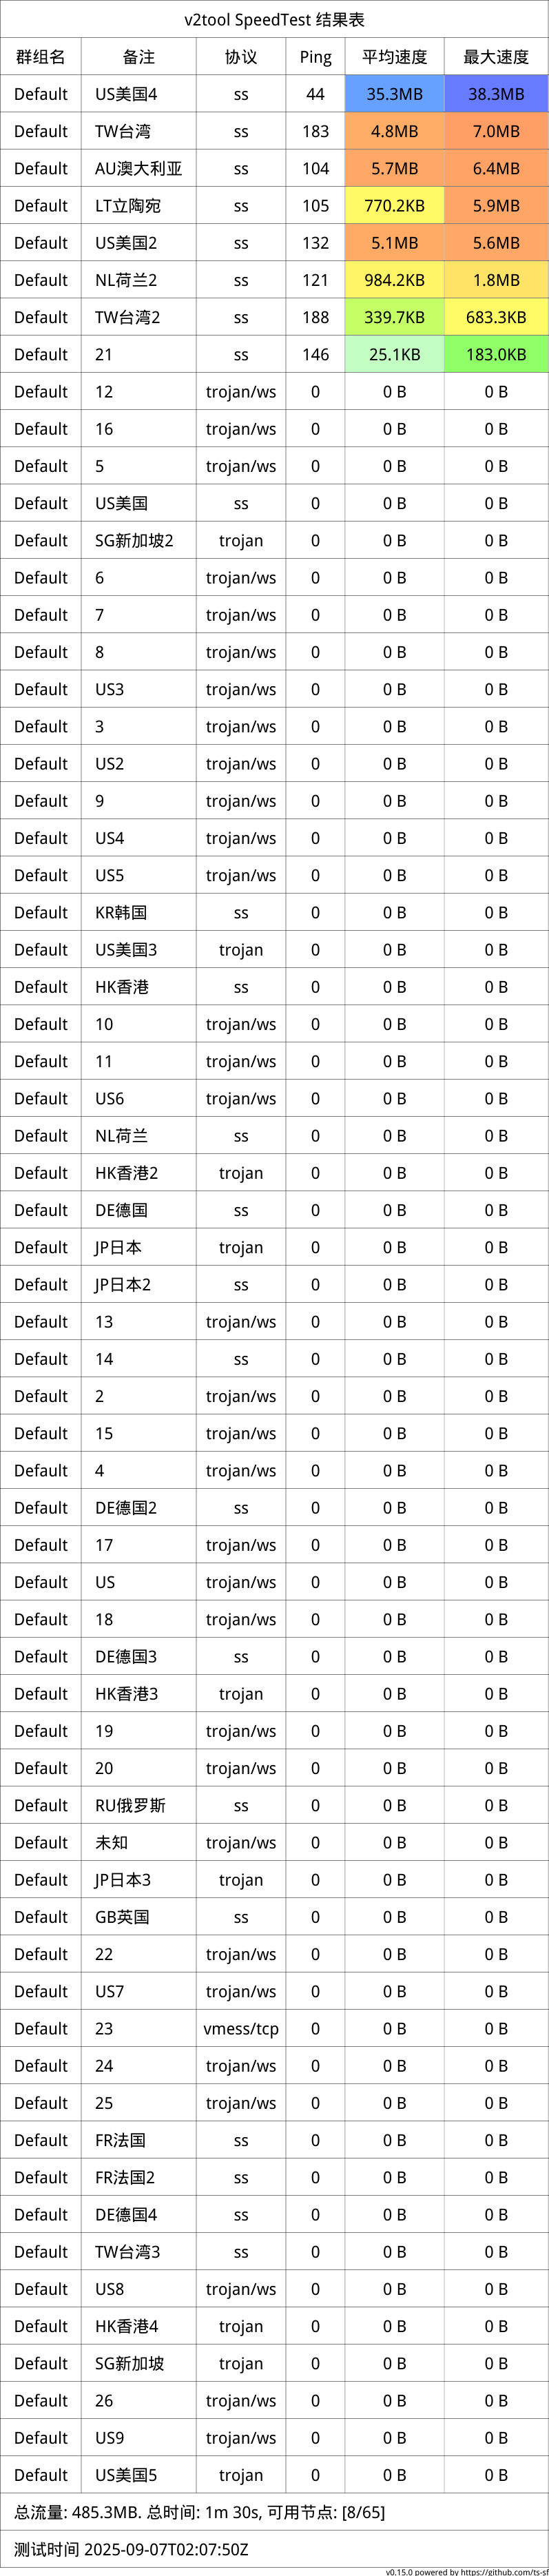 v2tool SpeedTest 结果表
群组名 备注 协议 Ping 平均速度 最大速度
Default US美国4 ss 44 35.3MB 38.3MB
Default TW台湾 ss 183 4.8MB 7.0MB
Default AU澳大利亚 ss 104 5.7MB 6.4MB
Default LT立陶宛 ss 105 770.2KB 5.9MB
Default US美国2 ss 132 5.1MB 5.6MB
Default NL荷兰2 ss 121 984.2KB 1.8MB
Default TW台湾2 ss 188 339.7KB 683.3KB
Default 21 ss 146 25.1KB 183.0KB
Default 12 trojan/ws 0 0 B 0 B
Default 16 trojan/ws 0 0 B 0 B
Default 5 trojan/ws 0 0 B 0 B
Default US美国 ss 0 0 B 0 B
Default SG新加坡2 trojan 0 0 B 0 B
Default 6 trojan/ws 0 0 B 0 B
Default 7 trojan/ws 0 0 B 0 B
Default 8 trojan/ws 0 0 B 0 B
Default US3 trojan/ws 0 0 B 0 B
Default 3 trojan/ws 0 0 B 0 B
Default US2 trojan/ws 0 0 B 0 B
Default 9 trojan/ws 0 0 B 0 B
Default US4 trojan/ws 0 0 B 0 B
Default US5 trojan/ws 0 0 B 0 B
Default KR韩国 ss 0 0 B 0 B
Default US美国3 trojan 0 0 B 0 B
Default HK香港 ss 0 0 B 0 B
Default 10 trojan/ws 0 0 B 0 B
Default 11 trojan/ws 0 0 B 0 B
Default US6 trojan/ws 0 0 B 0 B
Default NL荷兰 ss 0 0 B 0 B
Default HK香港2 trojan 0 0 B 0 B
Default DE德国 ss 0 0 B 0 B
Default JP日本 trojan 0 0 B 0 B
Default JP日本2 ss 0 0 B 0 B
Default 13 trojan/ws 0 0 B 0 B
Default 14 ss 0 0 B 0 B
Default 2 trojan/ws 0 0 B 0 B
Default 15 trojan/ws 0 0 B 0 B
Default 4 trojan/ws 0 0 B 0 B
Default DE德国2 ss 0 0 B 0 B
Default 17 trojan/ws 0 0 B 0 B
Default US trojan/ws 0 0 B 0 B
Default 18 trojan/ws 0 0 B 0 B
Default DE德国3 ss 0 0 B 0 B
Default HK香港3 trojan 0 0 B 0 B
Default 19 trojan/ws 0 0 B 0 B
Default 20 trojan/ws 0 0 B 0 B
Default RU俄罗斯 ss 0 0 B 0 B
Default 未知 trojan/ws 0 0 B 0 B
Default JP日本3 trojan 0 0 B 0 B
Default GB英国 ss 0 0 B 0 B
Default 22 trojan/ws 0 0 B 0 B
Default US7 trojan/ws 0 0 B 0 B
Default 23 vmess/tcp 0 0 B 0 B
Default 24 trojan/ws 0 0 B 0 B
Default 25 trojan/ws 0 0 B 0 B
Default FR法国 ss 0 0 B 0 B
Default FR法国2 ss 0 0 B 0 B
Default DE德国4 ss 0 0 B 0 B
Default TW台湾3 ss 0 0 B 0 B
Default US8 trojan/ws 0 0 B 0 B
Default HK香港4 trojan 0 0 B 0 B
Default SG新加坡 trojan 0 0 B 0 B
Default 26 trojan/ws 0 0 B 0 B
Default US9 trojan/ws 0 0 B 0 B
Default US美国5 trojan 0 0 B 0 B
总流量: 485.3MB. 总时间: 1m 30s, 可用节点: [8/65]
测试时间 2025-09-07T02:07:50Z
v0.15.0 powered by https://github.com/ts-sf